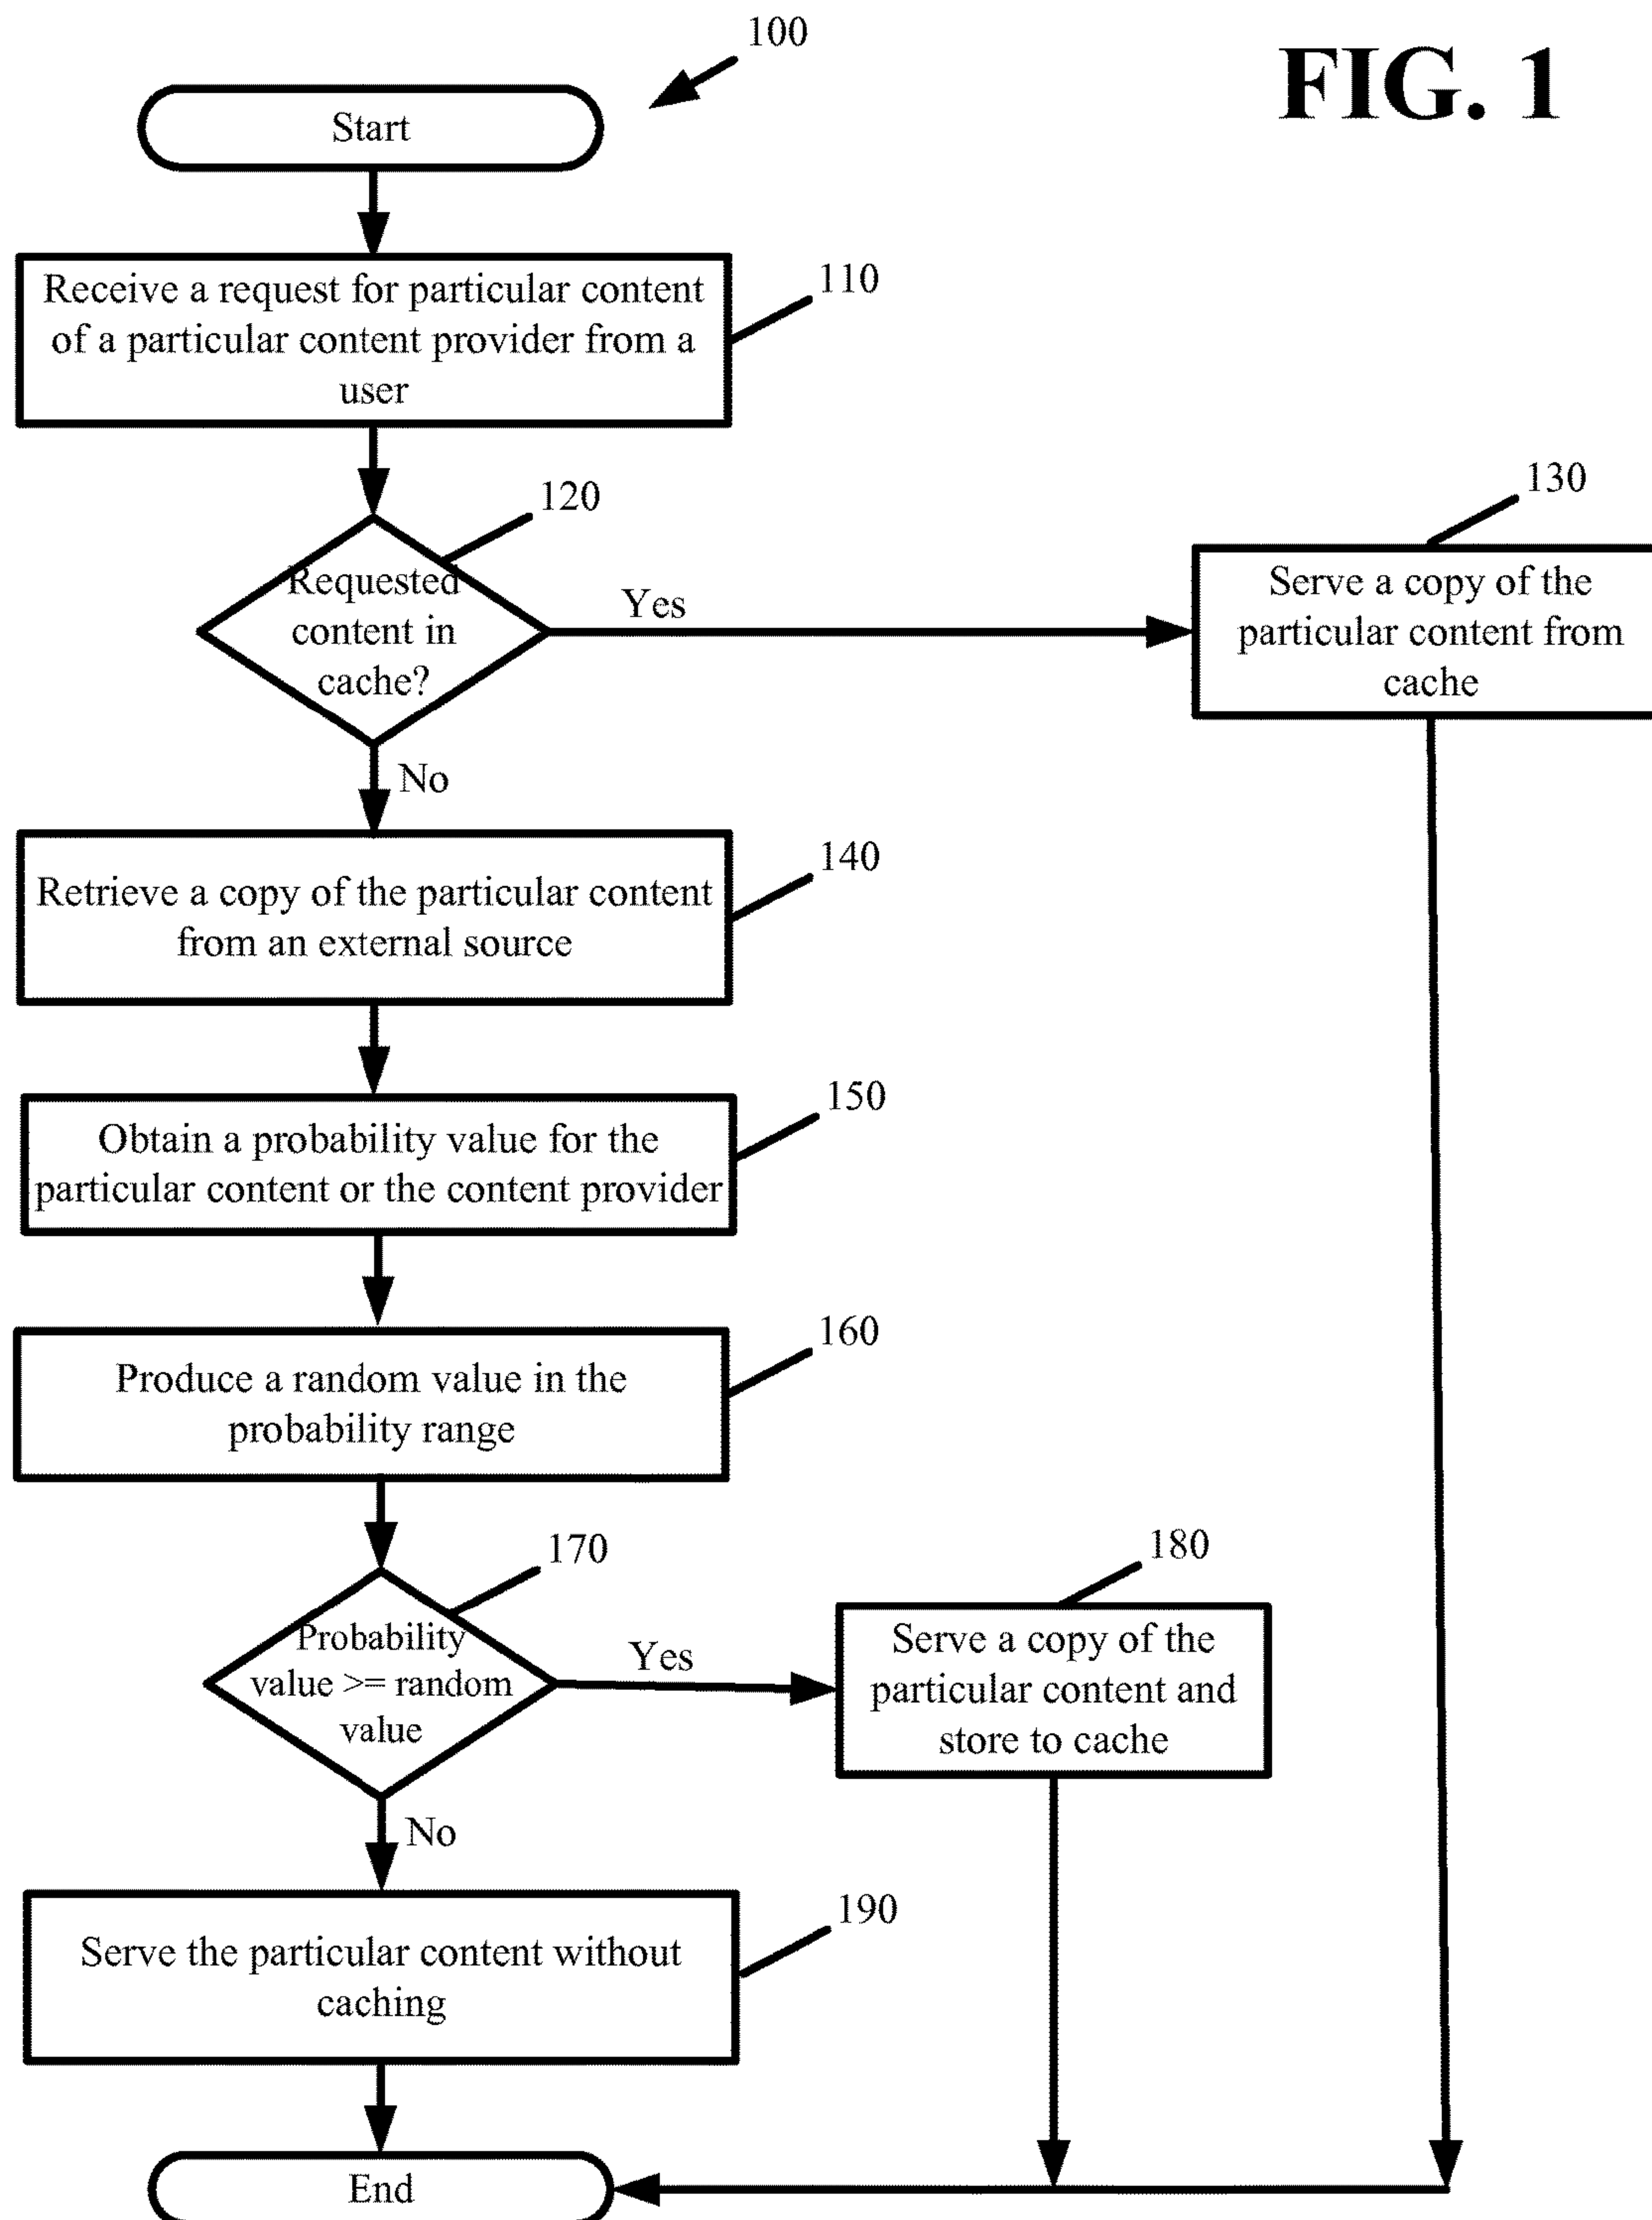 100
FIG. 1
Start
Receive a request for particular content
of a particular content provider from a
user
110
120
Requested
content in
cache?
Yes
130
Serve a copy of the
particular content from
cache
No
140
Retrieve a copy of the particular content
from an external source
150
Obtain a probability value for the
particular content or the content provider
160
Produce a random value in the
probability range
170
Probability
value >= random
value
Yes
180
Serve a copy of the
particular content and
store to cache
No
190
Serve the particular content without
caching
End